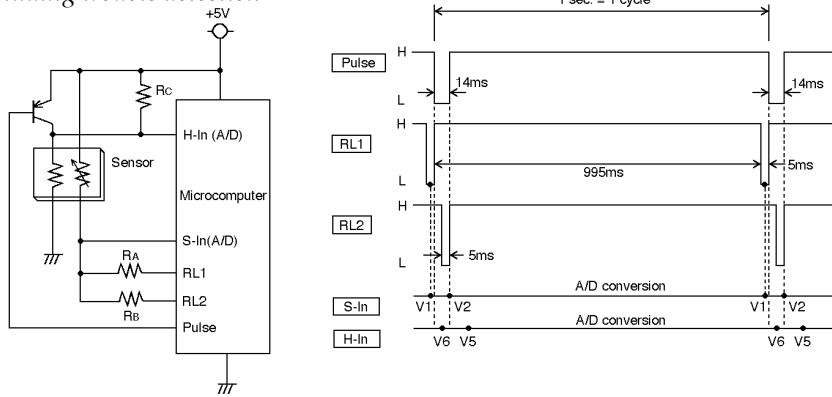 +5V
RC
H-In (A/D)
Sensor
Microcomputer
S-In(A/D)
RA
RL1
RL2
RB
Pulse
1 sec. = 1 cycle
Pulse
H
L
14ms
14ms
RL1
H
L
995ms
5ms
RL2
H
L
5ms
S-In
A/D conversion
V1
V2
V1
V2
H-In
A/D conversion
V6
V5
V6
V5